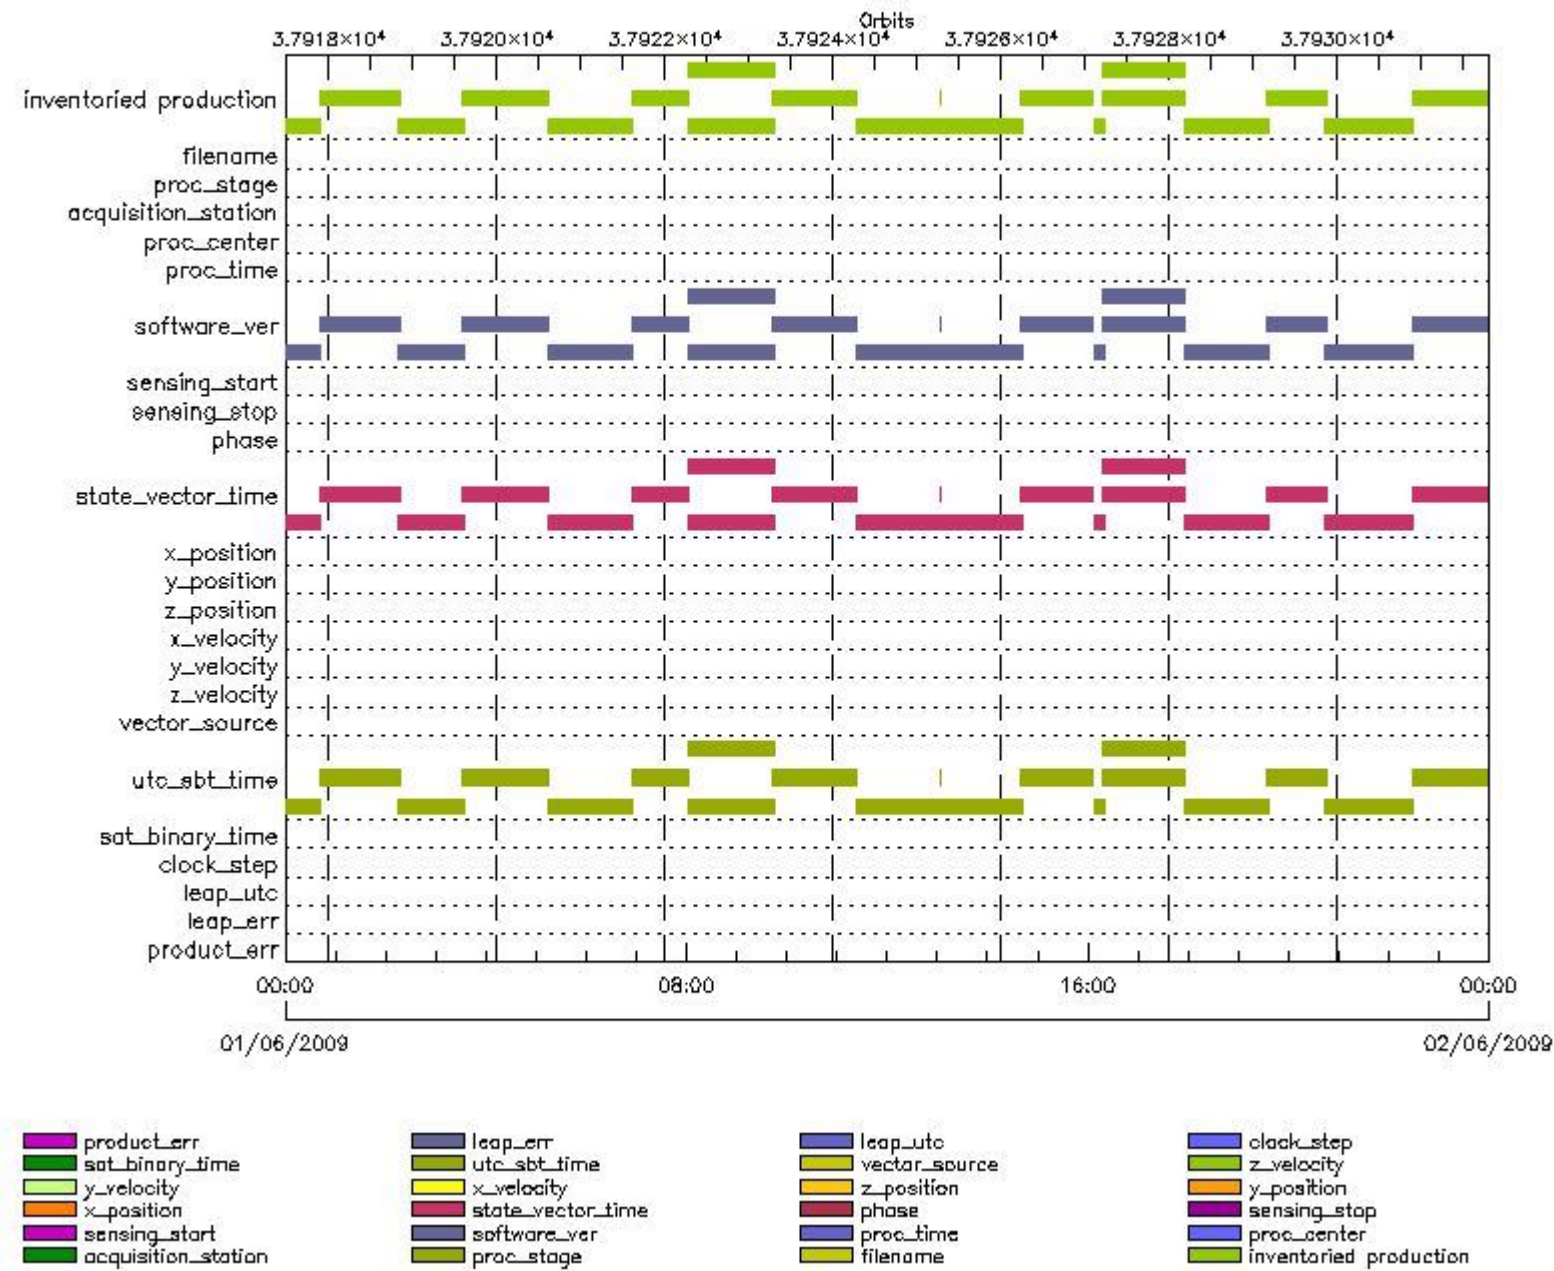 Orbits
3.7918×10⁴ 3.7920×10⁴ 3.7922×10⁴ 3.7924×10⁴ 3.7926×10⁴ 3.7928×10⁴ 3.7930×10⁴
inventoried production
filename
proc_stage
acquisition_station
proc_center
proc_time
software_ver
sensing_start
sensing_stop
phase
state_vector_time
x_position
y_position
z_position
x_velocity
y_velocity
z_velocity
vector_source
utc_sbt_time
sat_binary_time
clock_step
leap_utc
leap_err
product_err
00:00 08:00 16:00 00:00
01/06/2009 02/06/2009
product_err leap_err leap_utc clock_step
sat_binary_time utc_sbt_time vector_source z_velocity
y_velocity x_velocity z_position y_position
x_position state_vector_time phase sensing_stop
sensing_start software_ver proc_time proc_center
acquisition_station proc_stage filename inventoried production